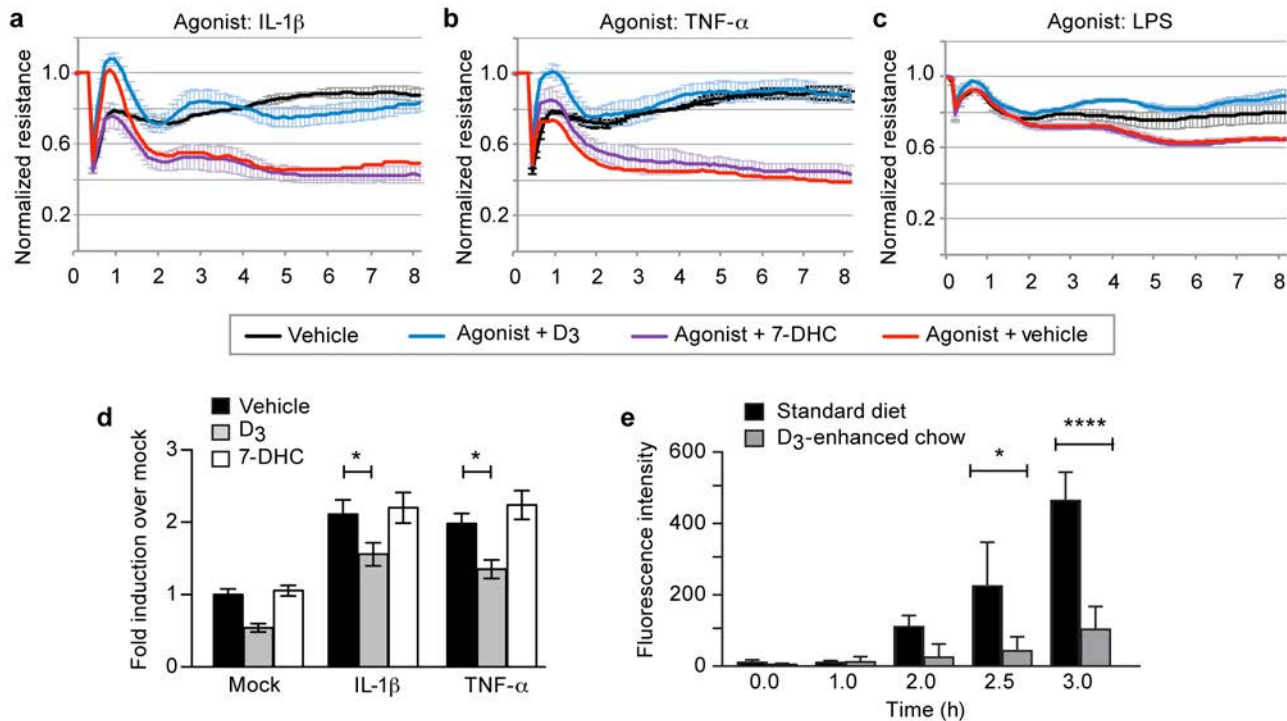 a Agonist: IL-1β
Normalized resistance
1.0
0.6
0.2
0 1 2 3 4 5 6 7 8
b Agonist: TNF-α
Normalized resistance
1.0
0.6
0.2
0 1 2 3 4 5 6 7 8
c Agonist: LPS
Normalized resistance
1.0
0.6
0.2
0 1 2 3 4 5 6 7 8
Vehicle Agonist + D3 Agonist + 7-DHC Agonist + vehicle
d
Vehicle
D3
7-DHC
Fold induction over mock
3
2
1
0
* *
Mock IL-1β TNF-α
e
Standard diet
D3-enhanced chow
Fluorescence intensity
600
400
200
0
* ****
0.0 1.0 2.0 2.5 3.0
Time (h)